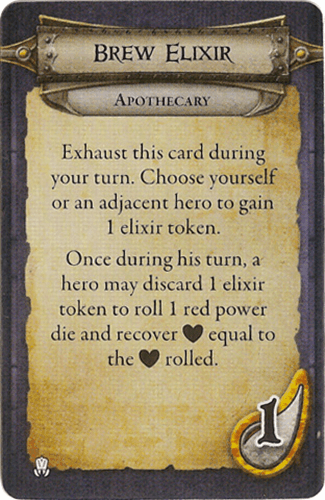 Brew Elixir
Apothecary
Exhaust this card during
your turn. Choose yourself
or an adjacent hero to gain
1 elixir token.
Once during his turn, a
hero may discard 1 elixir
token to roll 1 red power
die and recover ♥ equal to
the ♥ rolled.
1